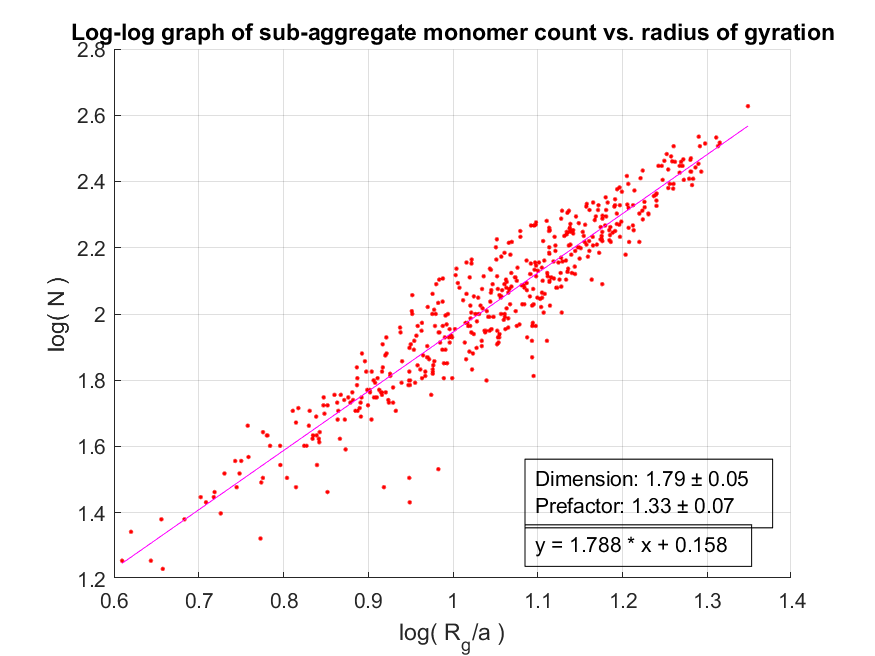 Log-log graph of sub-aggregate monomer count vs. radius of gyration
2.8
2.6
2.4
2.2
2
1.8
1.6
1.4
1.2
log( N )
Dimension: 1.79 ± 0.05
Prefactor: 1.33 ± 0.07
y = 1.788 * x + 0.158
0.6 0.7 0.8 0.9 1 1.1 1.2 1.3 1.4
log( R_g/a )